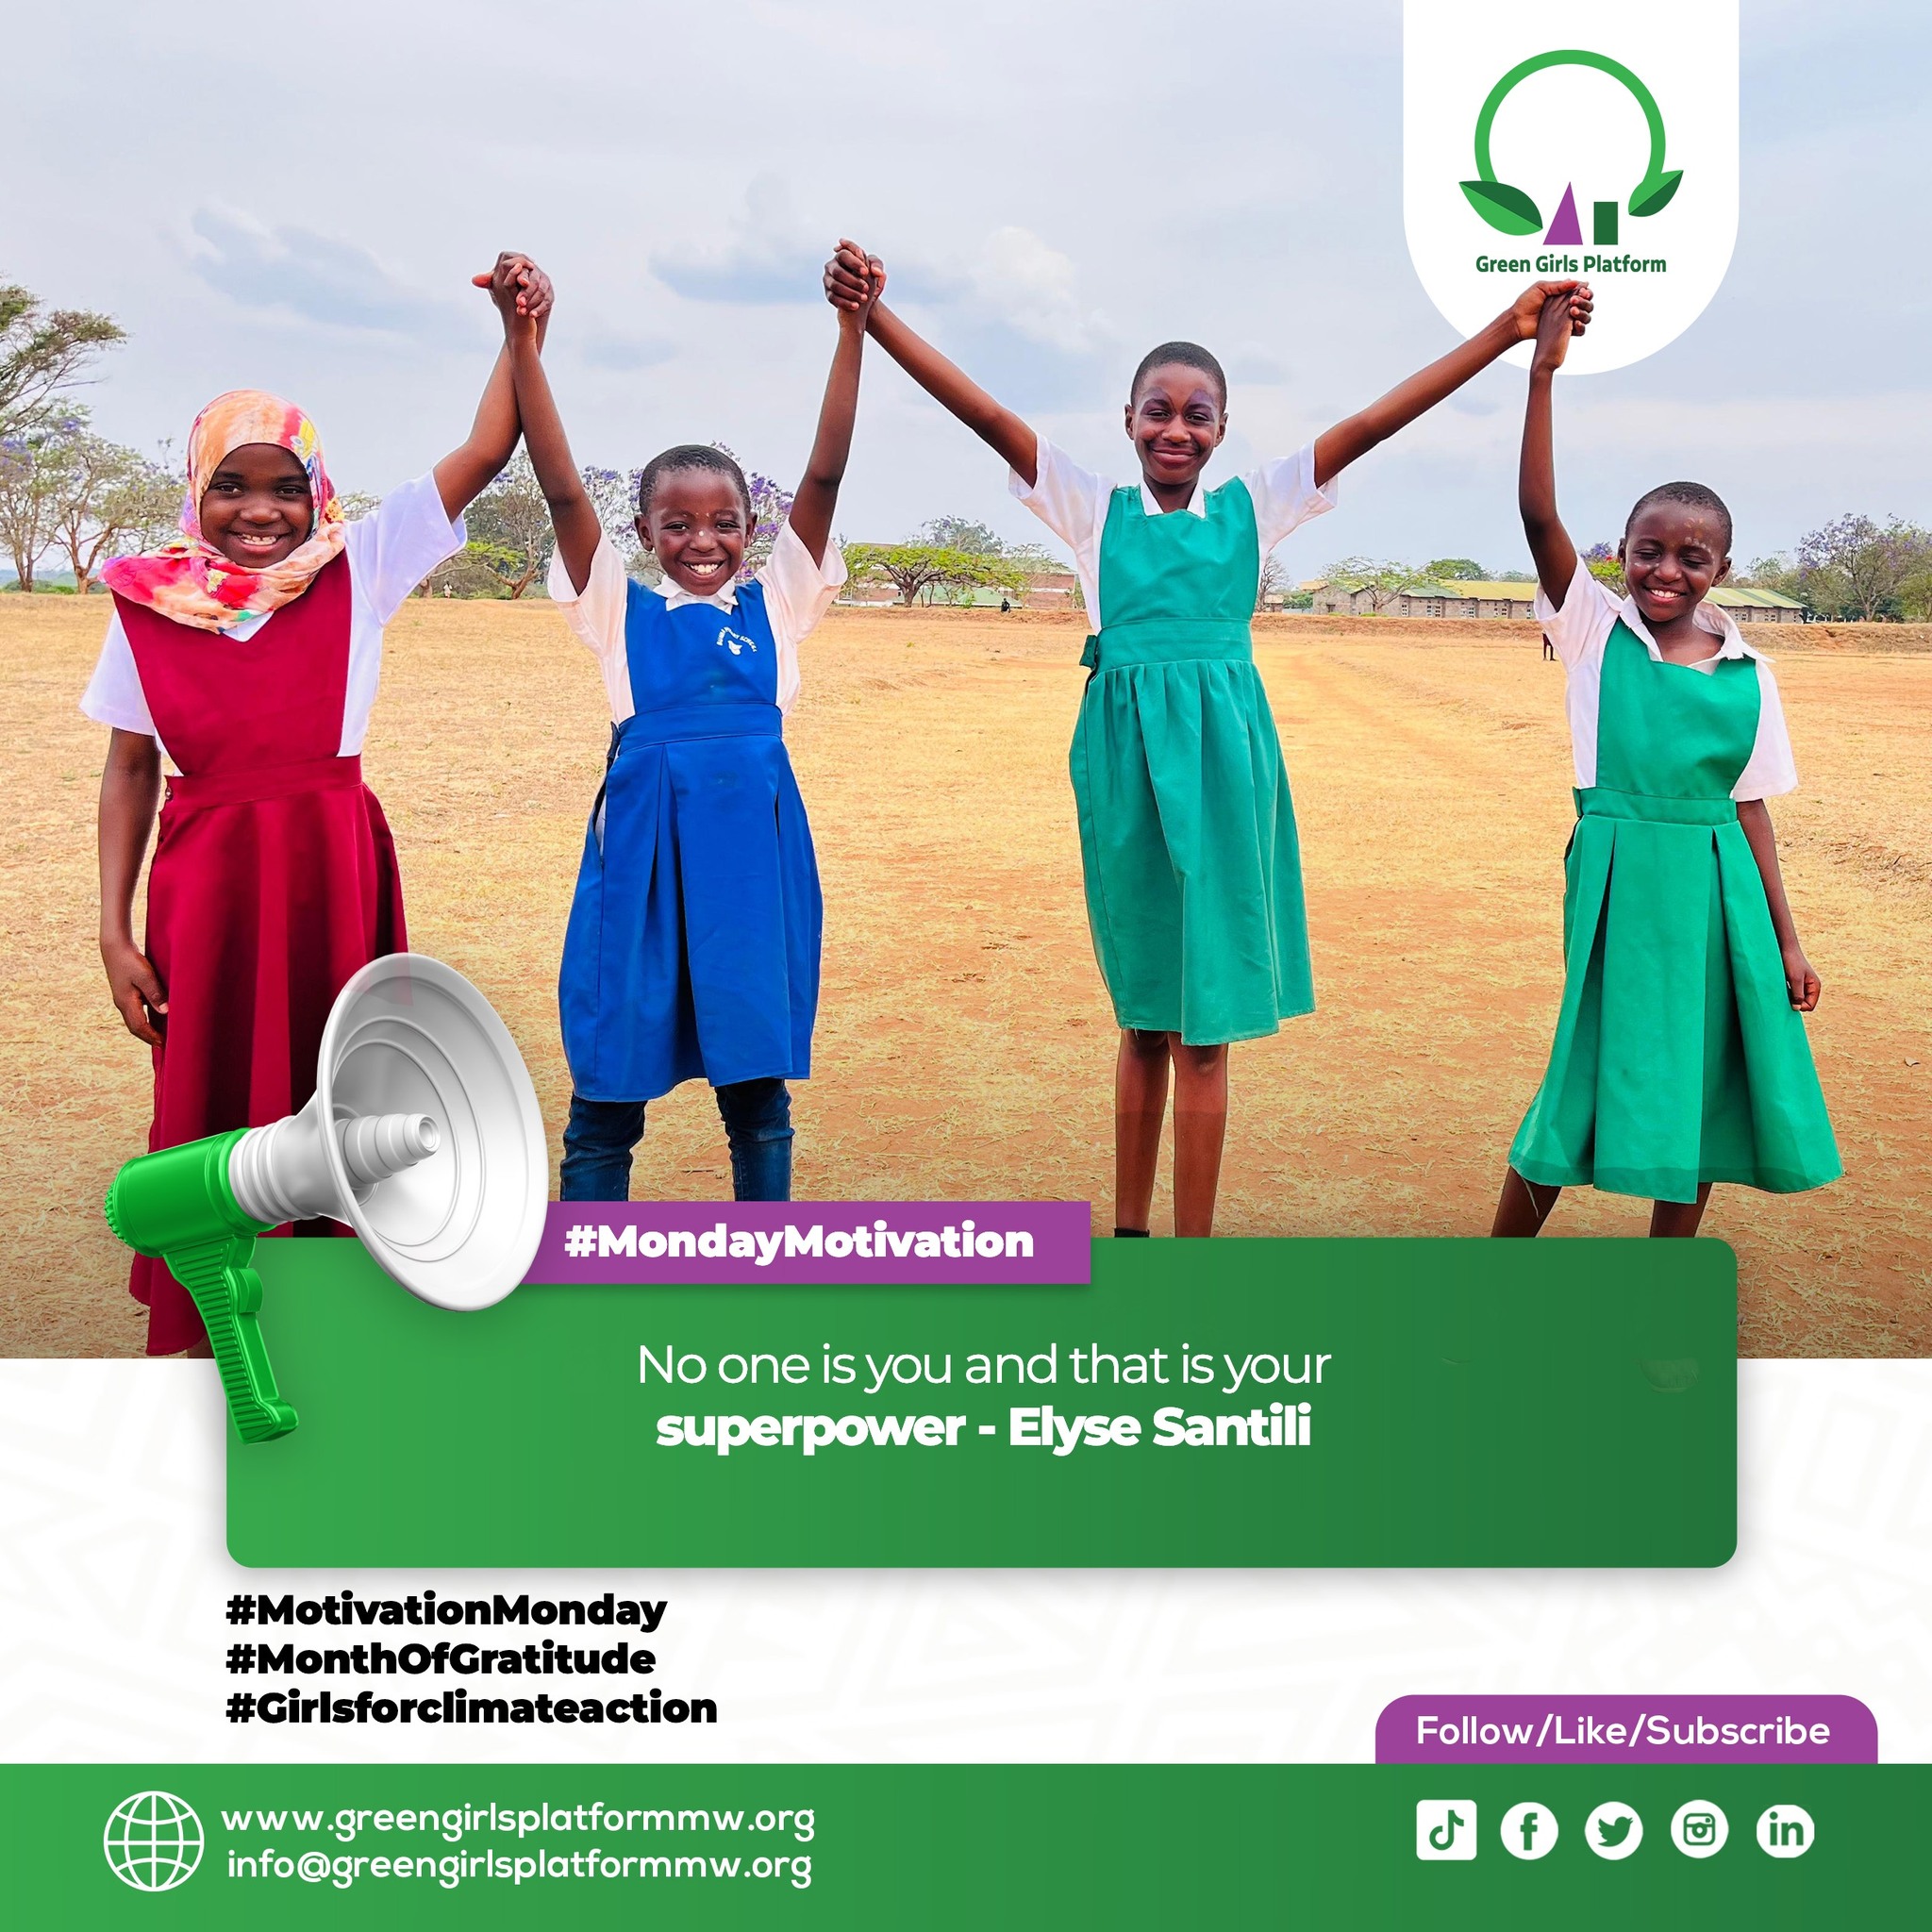 Green Girls Platform
#MondayMotivation
No one is you and that is your
superpower - Elyse Santili
#MotivationMonday
#MonthOfGratitude
#Girlsforclimateaction
Follow/Like/Subscribe
www.greengirlsplatformmw.org
info@greengirlsplatformmw.org